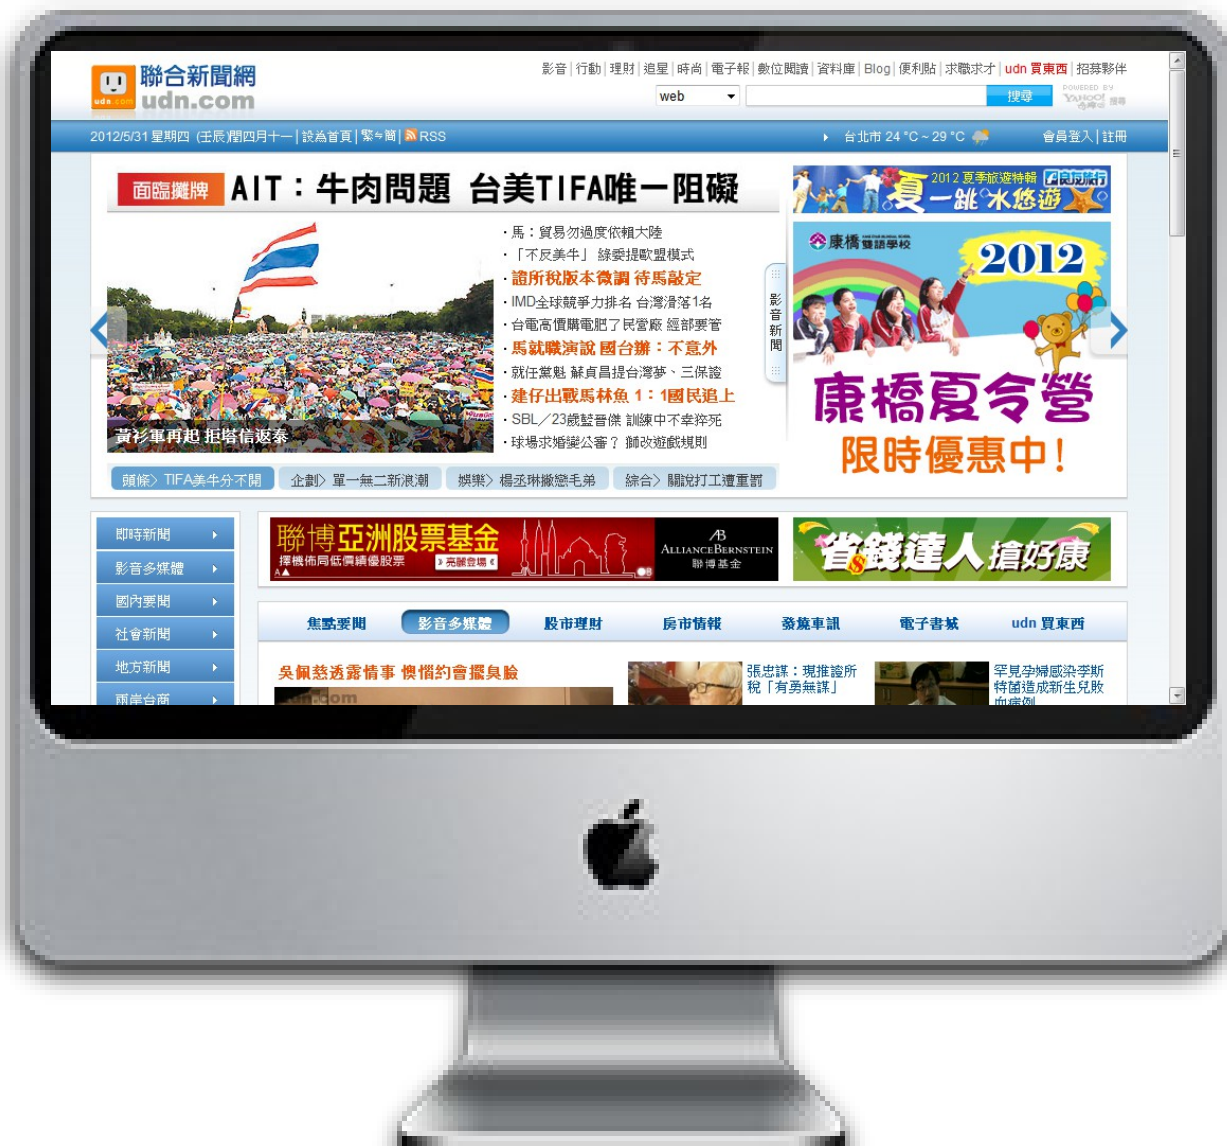 聯合新聞網
udn.com
影音|行動|理財|追星|時尚|電子報|數位閱讀|資料庫|Blog|便利貼|求職求才|udn 買東西|招募夥伴
web
搜尋
POWERED BY
YAHOO!
搜尋
2012/5/31 星期四 (壬辰)閏四月十一|設為首頁|繁≒簡|RSS
台北市 24 °C ~ 29 °C
會員登入|註冊
面臨攤牌 AIT：牛肉問題 台美TIFA唯一阻礙
黃衫軍再起 拒塔信返泰
‧馬：貿易勿過度依賴大陸
‧「不反美牛」 綠委提歐盟模式
‧證所稅版本微調 待馬敲定
‧IMD全球競爭力排名 台灣滑落1名
‧台電高價購電肥了民營廠 經部要管
‧馬就職演說 國台辦：不意外
‧就任黨魁 蘇貞昌提台灣夢、三保證
‧建仔出戰馬林魚 1：1國民追上
‧SBL／23歲蹔晉傑 訓練中不幸猝死
‧球場求婚變公審？ 獅改遊戲規則
影音新聞
頭條〉TIFA美牛分不開
企劃〉單一無二新浪潮
娛樂〉楊丞琳撇戀毛弟
綜合〉關說打工遭重罰
2012 夏季旅遊特輯
夏一跳 水悠遊
康橋雙語學校
2012
康橋夏令營
限時優惠中!
即時新聞
影音多媒體
國內要聞
社會新聞
地方新聞
兩岸台商
聯博亞洲股票基金
擇機佈局低價績優股票
亮麗登場
AB
ALLIANCEBERNSTEIN
聯博基金
省錢達人搶好康
焦點要聞
影音多媒體
股市理財
房市情報
發燒車訊
電子書城
udn 買東西
吳佩慈透露情事 懊惱約會擺臭臉
張忠謀：現推證所
稅「有勇無謀」
罕見孕婦感染李斯
特菌造成新生兒敗
血病例